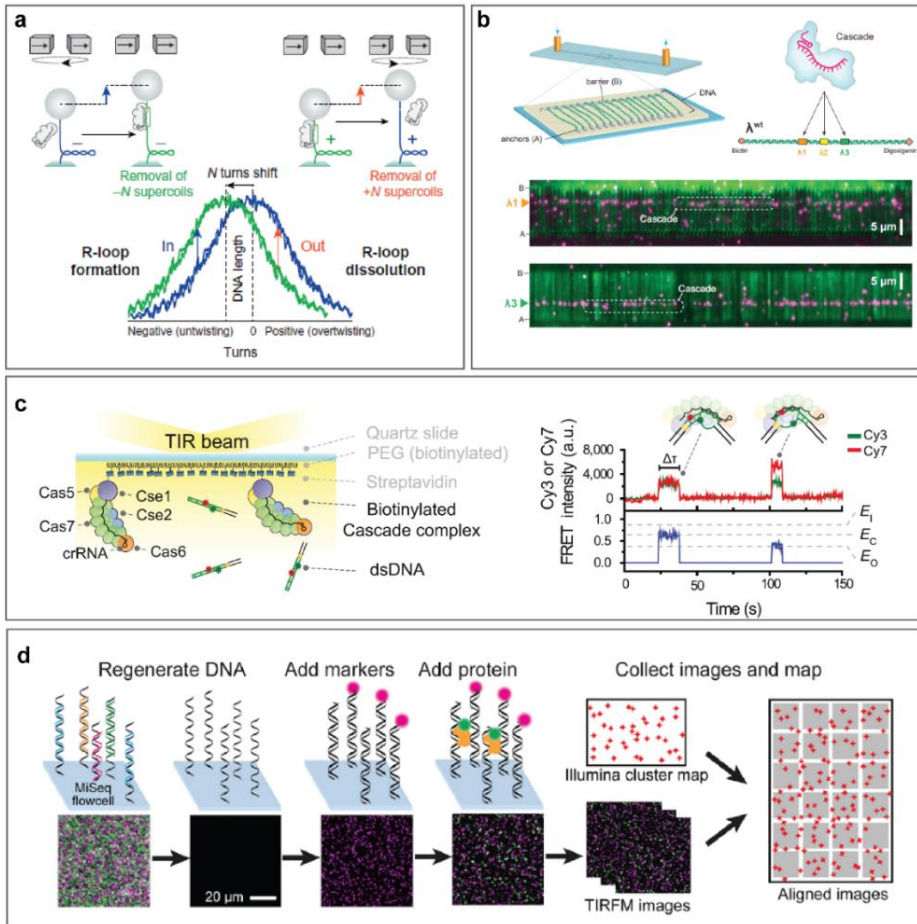 a
Removal of
–N supercoils
N turns shift
Removal of
+N supercoils
R-loop
formation
In
DNA length
Out
R-loop
dissolution
Negative (untwisting)
0
Positive (overtwisting)
Turns
b
Cascade
barrier (B)
DNA
anchors (A)
λwt
Biotin
λ1
λ2
λ3
Digoxigenin
B
λ1
Cascade
5 µm
A
B
5 µm
Cascade
λ3
A
c
TIR beam
Quartz slide
PEG (biotinylated)
Streptavidin
Cas5
Cse1
Biotinylated
Cascade complex
Cas7
Cse2
crRNA
Cas6
dsDNA
Cy3 or Cy7
intensity (a.u.)
FRET
8,000
4,000
0
1.0
0.5
0.0
Δτ
Cy3
Cy7
EI
EC
EO
0
50
100
150
Time (s)
d
Regenerate DNA
Add markers
Add protein
Collect images and map
MiSeq
flowcell
Illumina cluster map
20 µm
TIRFM images
Aligned images